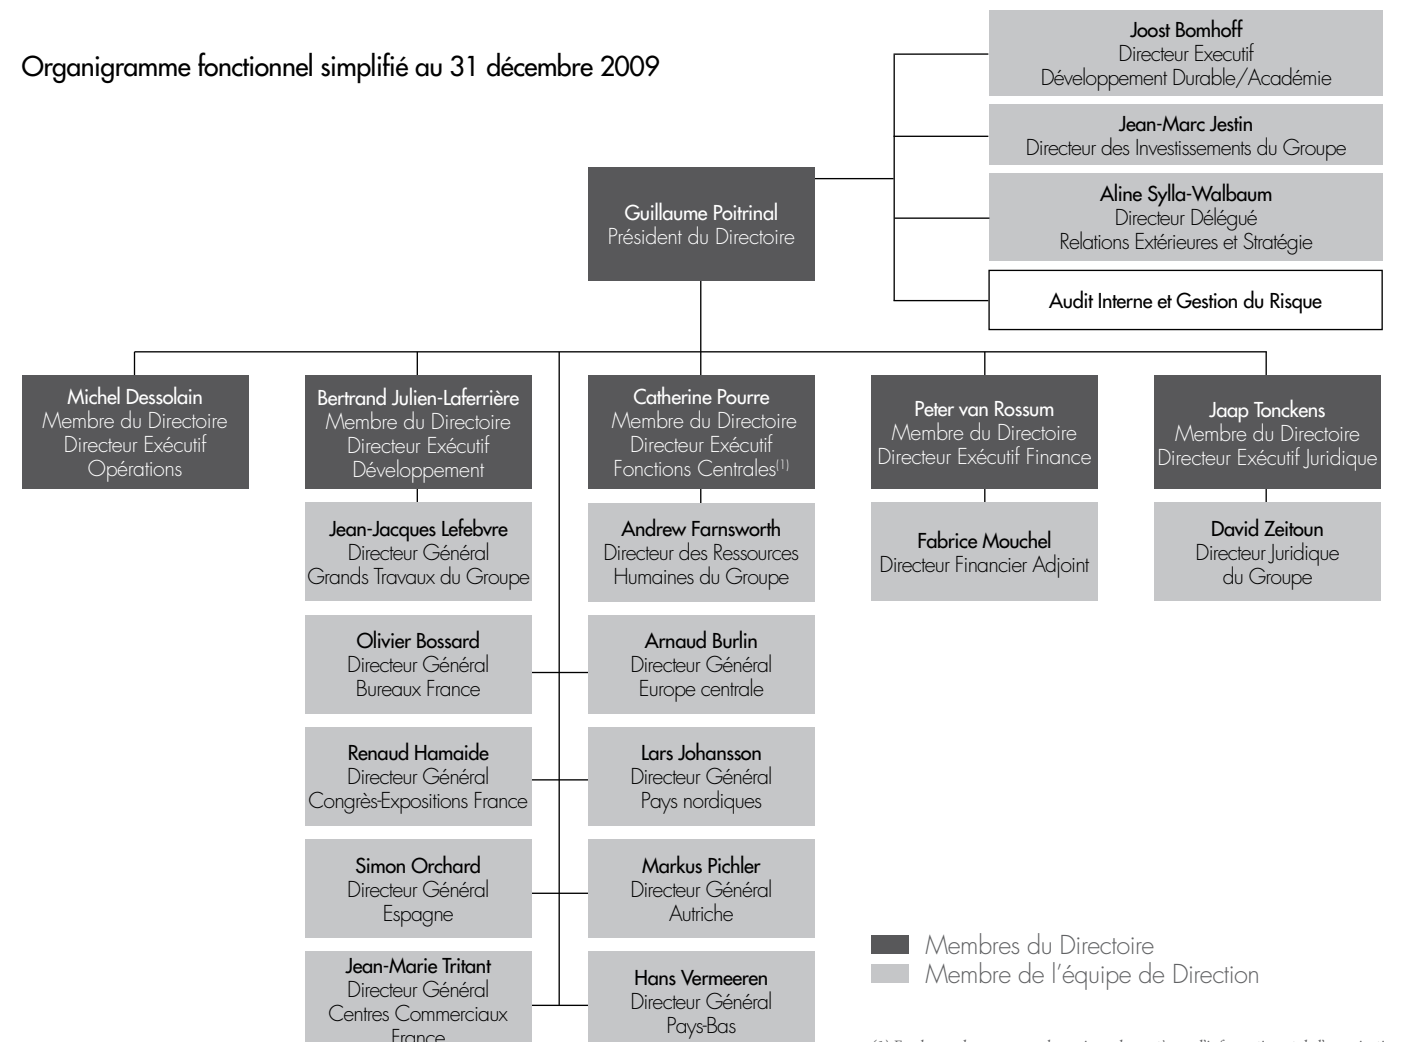 Organigramme fonctionnel simplifié au 31 décembre 2009
Joost Bomhoff
Directeur Executif
Développement Durable/Académie
Jean-Marc Jestin
Directeur des Investissements du Groupe
Aline Sylla-Walbaum
Directeur Délégué
Relations Extérieures et Stratégie
Audit Interne et Gestion du Risque
Guillaume Poitrinal
Président du Directoire
Michel Dessolain
Membre du Directoire
Directeur Exécutif
Opérations
Bertrand Julien-Laferrière
Membre du Directoire
Directeur Exécutif
Développement
Catherine Pourre
Membre du Directoire
Directeur Exécutif
Fonctions Centrales(1)
Peter van Rossum
Membre du Directoire
Directeur Exécutif Finance
Jaap Tonckens
Membre du Directoire
Directeur Exécutif Juridique
Jean-Jacques Lefebvre
Directeur Général
Grands Travaux du Groupe
Andrew Farnsworth
Directeur des Ressources
Humaines du Groupe
Fabrice Mouchel
Directeur Financier Adjoint
David Zeitoun
Directeur Juridique
du Groupe
Olivier Bossard
Directeur Général
Bureaux France
Arnaud Burlin
Directeur Général
Europe centrale
Renaud Hamaide
Directeur Général
Congrès-Expositions France
Lars Johansson
Directeur Général
Pays nordiques
Simon Orchard
Directeur Général
Espagne
Markus Pichler
Directeur Général
Autriche
Jean-Marie Tritant
Directeur Général
Centres Commerciaux
France
Hans Vermeeren
Directeur Général
Pays-Bas
Membres du Directoire
Membre de l'équipe de Direction